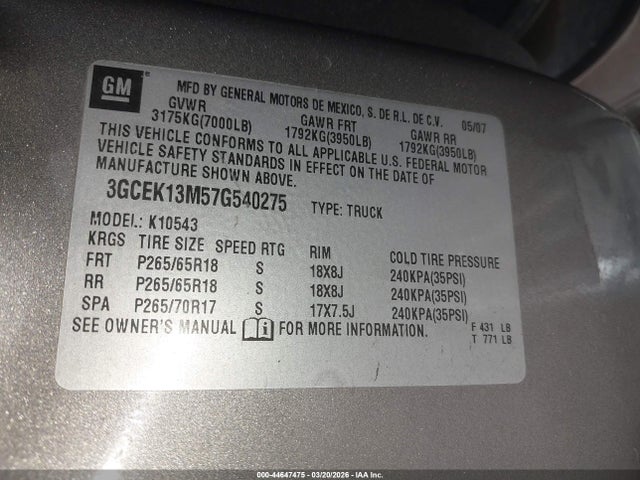 GM
MFD BY GENERAL MOTORS DE MEXICO, S. DE R.L. DE C.V. 05/07
GVWR GAWR FRT GAWR RR
3175KG(7000LB) 1792KG(3950LB) 1792KG(3950LB)
THIS VEHICLE CONFORMS TO ALL APPLICABLE U.S. FEDERAL MOTOR
VEHICLE SAFETY STANDARDS IN EFFECT ON THE DATE OF
MANUFACTURE SHOWN ABOVE.
3GCEK13M57G540275 TYPE: TRUCK
MODEL: K10543
KRGS TIRE SIZE SPEED RTG RIM COLD TIRE PRESSURE
FRT P265/65R18 S 18X8J 240KPA(35PSI)
RR P265/65R18 S 18X8J 240KPA(35PSI)
SPA P265/70R17 S 17X7.5J 240KPA(35PSI)
SEE OWNER'S MANUAL FOR MORE INFORMATION.
F 431 LB
T 771 LB
000-44647475 - 03/20/2026 - IAA Inc.